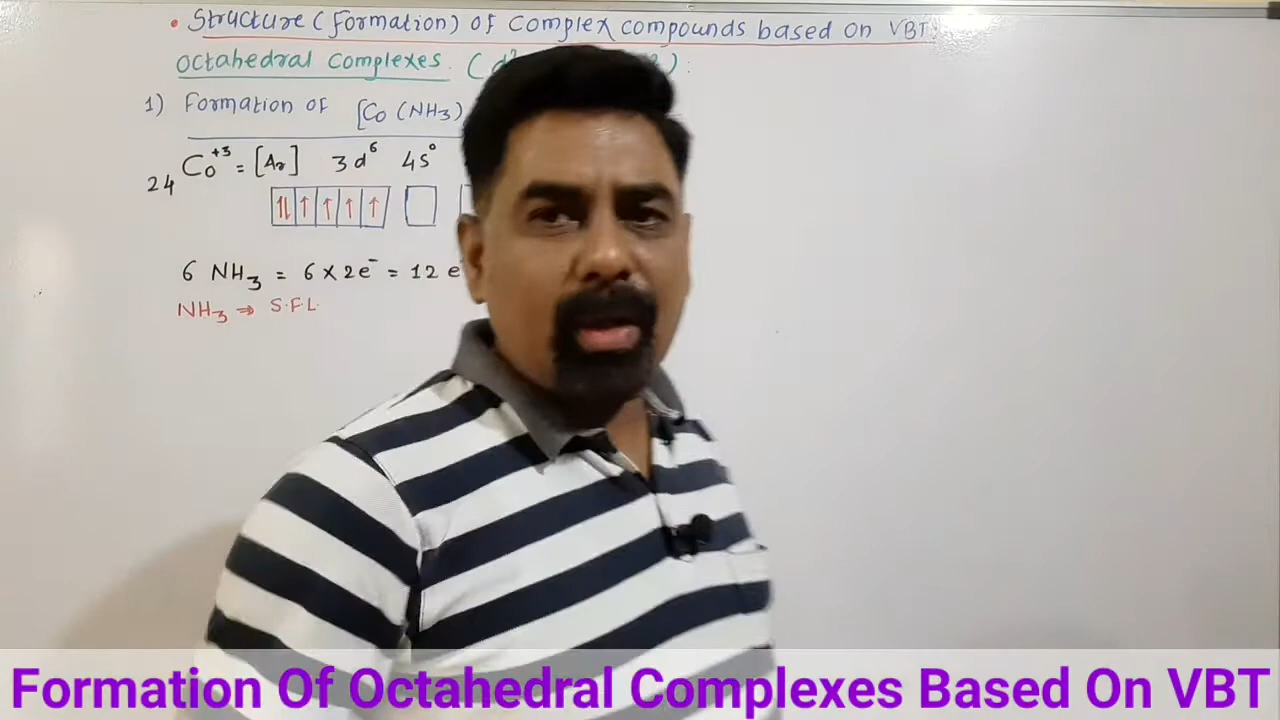 • Structure (formation) of Complex compounds based on VBT:
octahedral complexes. (d² ):
1) Formation of [Co (NH3)
24 Co+3 = [Ar] 3d6 4s0
⇅ ↑ ↑ ↑ ↑
6 NH3 = 6 x 2e- = 12 e
NH3 ⇒ S.F.L.
Formation Of Octahedral Complexes Based On VBT